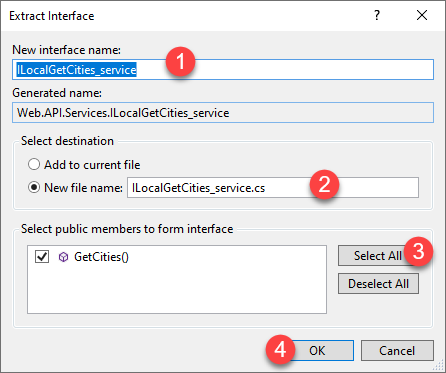 Extract Interface ? ×
New interface name:
ILocalGetCities_service 1
Generated name:
Web.API.Services.ILocalGetCities_service
Select destination
Add to current file
New file name: ILocalGetCities_service.cs 2
Select public members to form interface
GetCities()
Select All 3
Deselect All
4 OK Cancel